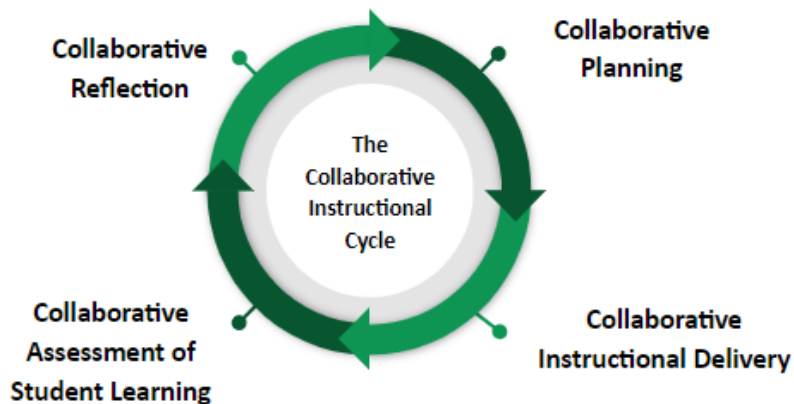 Collaborative
Reflection
Collaborative
Planning
The
Collaborative
Instructional
Cycle
Collaborative
Assessment of
Student Learning
Collaborative
Instructional Delivery